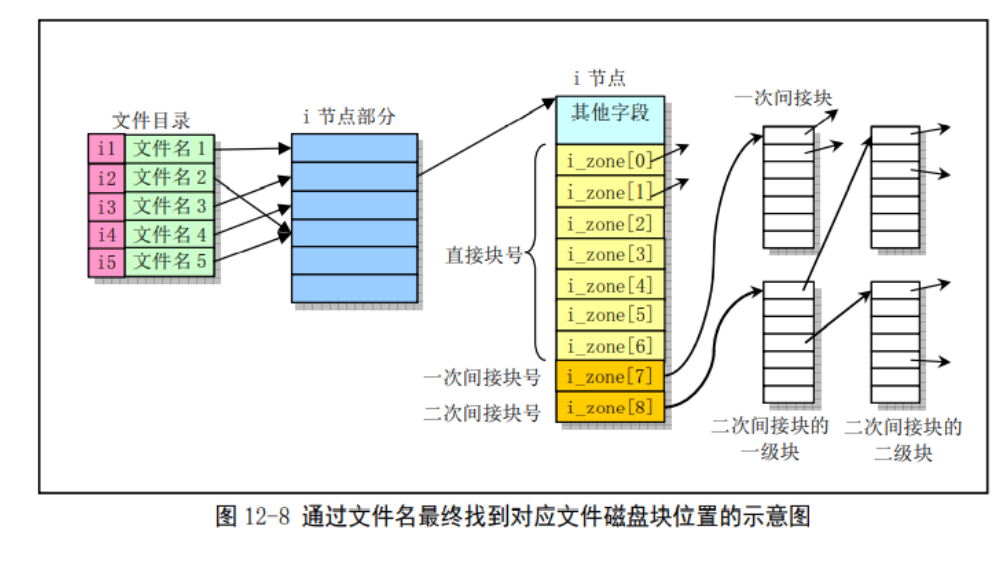 文件目录
i1 文件名 1
i2 文件名 2
i3 文件名 3
i4 文件名 4
i5 文件名 5
i 节点部分
i 节点
其他字段
i_zone[0]
i_zone[1]
i_zone[2]
i_zone[3]
i_zone[4]
i_zone[5]
i_zone[6]
i_zone[7]
i_zone[8]
直接块号
一次间接块号
二次间接块号
一次间接块
二次间接块的
一级块
二次间接块的
二级块
图 12-8 通过文件名最终找到对应文件磁盘块位置的示意图